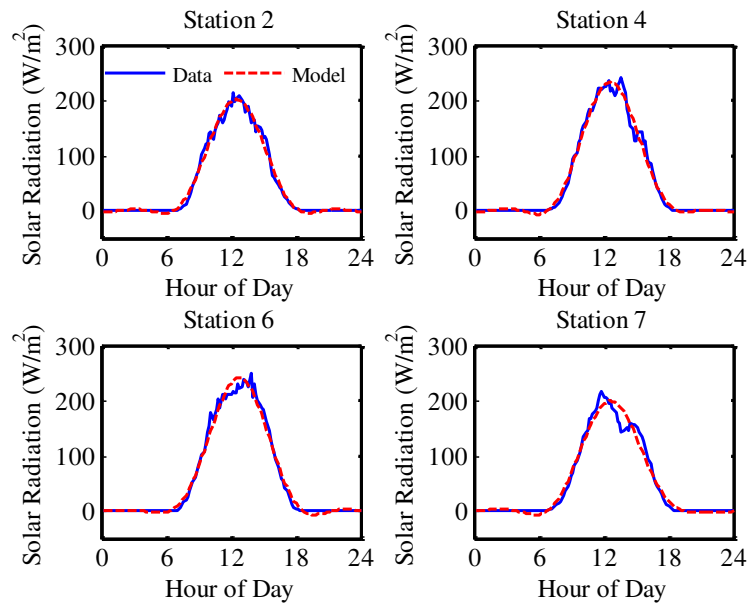 Station 2
Solar Radiation (W/m²)
300
200
100
0
Data
Model
0 6 12 18 24
Hour of Day
Station 4
Solar Radiation (W/m²)
300
200
100
0
0 6 12 18 24
Hour of Day
Station 6
Solar Radiation (W/m²)
300
200
100
0
0 6 12 18 24
Hour of Day
Station 7
Solar Radiation (W/m²)
300
200
100
0
0 6 12 18 24
Hour of Day